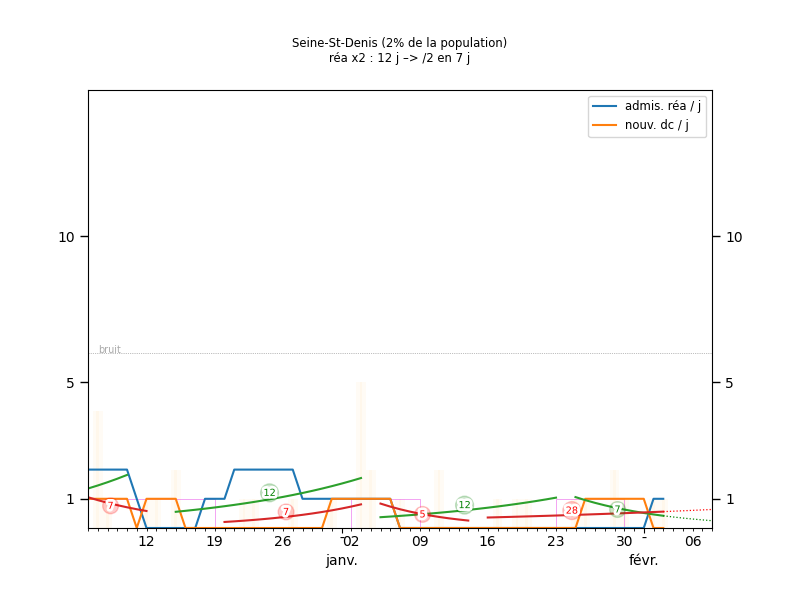 Seine-St-Denis (2% de la population)
réa x2 : 12 j –> /2 en 7 j
admis. réa / j
nouv. dc / j
10 10
bruit
5 5
12
7 7 12 5 28 7
1 1
12 19 26 02 09 16 23 30 06
janv. févr.